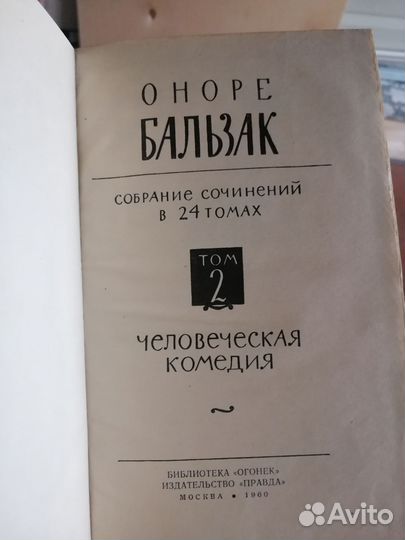 ОНОРЕ
БАЛЬЗАК
СОБРАНИЕ СОЧИНЕНИЙ
В 24 ТОМАХ
ТОМ
2
ЧЕЛОВЕЧЕСКАЯ
КОМЕДИЯ
БИБЛИОТЕКА «ОГОНЕК»
ИЗДАТЕЛЬСТВО «ПРАВДА»
МОСКВА • 1960
Avito